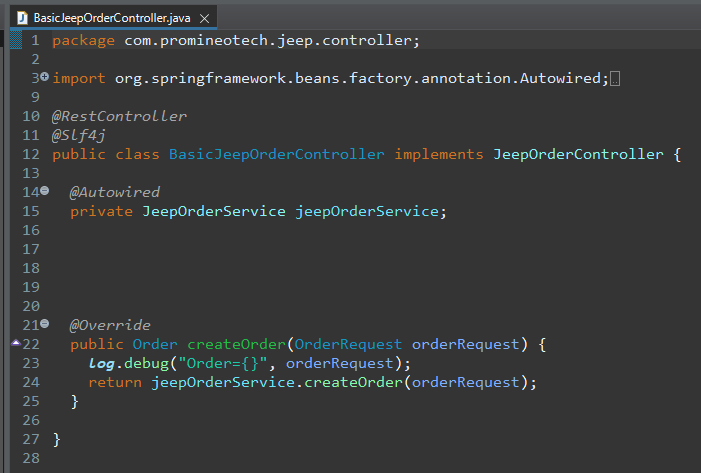 BasicJeepOrderController.java
1 package com.promineotech.jeep.controller;
2
3 import org.springframework.beans.factory.annotation.Autowired;
9
10 @RestController
11 @Slf4j
12 public class BasicJeepOrderController implements JeepOrderController {
13
14 @Autowired
15 private JeepOrderService jeepOrderService;
16
17
18
19
20
21 @Override
22 public Order createOrder(OrderRequest orderRequest) {
23 log.debug("Order={}", orderRequest);
24 return jeepOrderService.createOrder(orderRequest);
25 }
26
27 }
28